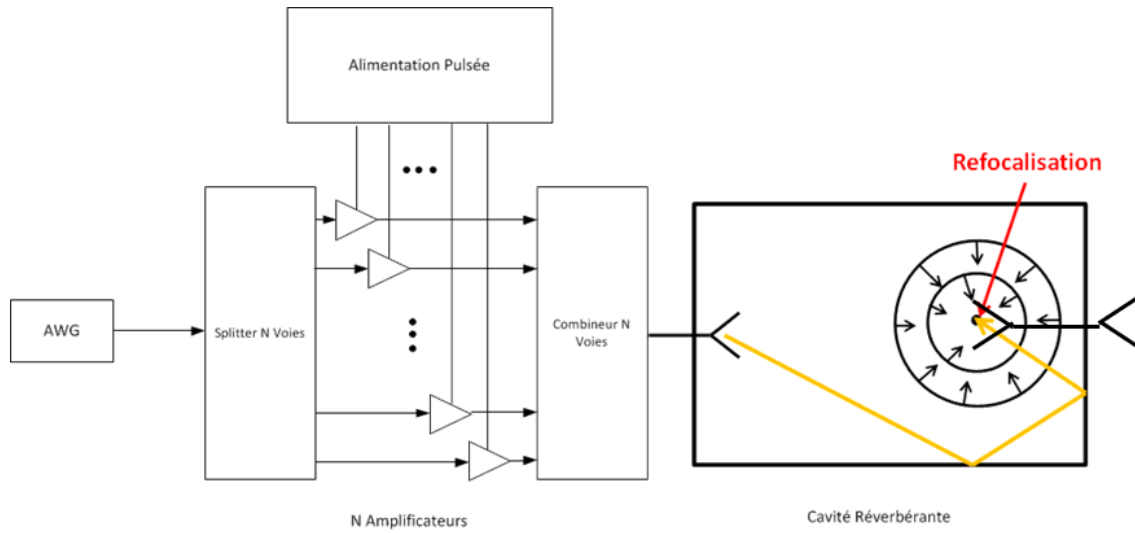 Alimentation Pulsée
Refocalisation
AWG
Splitter N Voies
Combineur N
Voies
N Amplificateurs
Cavité Réverbérante